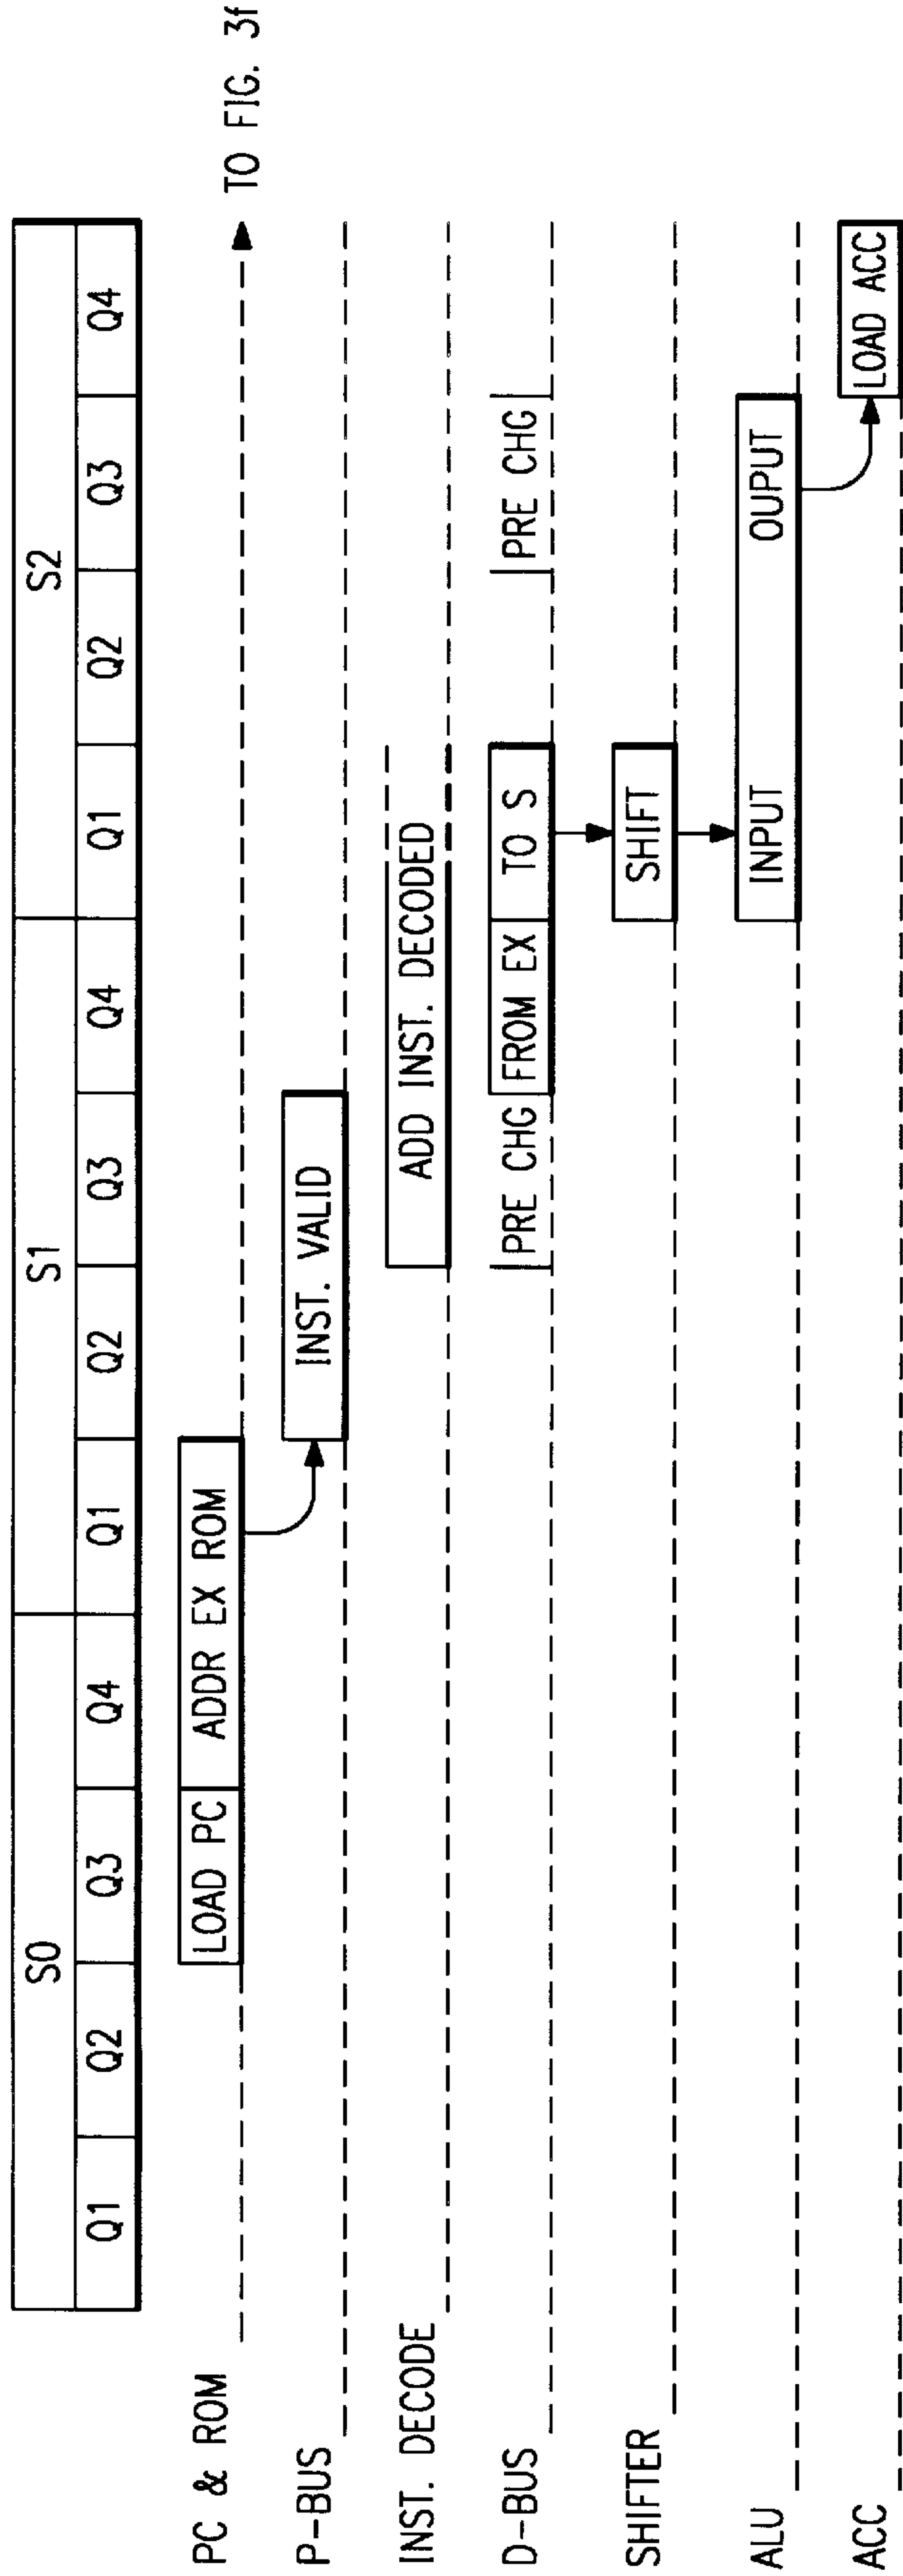 S0 S1 S2
Q1 Q2 Q3 Q4 Q1 Q2 Q3 Q4 Q1 Q2 Q3 Q4
PC & ROM LOAD PC ADDR EX ROM TO FIG. 3f
P-BUS INST. VALID
INST. DECODE ADD INST. DECODED
D-BUS PRE CHG FROM EX TO S PRE CHG
SHIFTER SHIFT
ALU INPUT OUPUT
ACC LOAD ACC